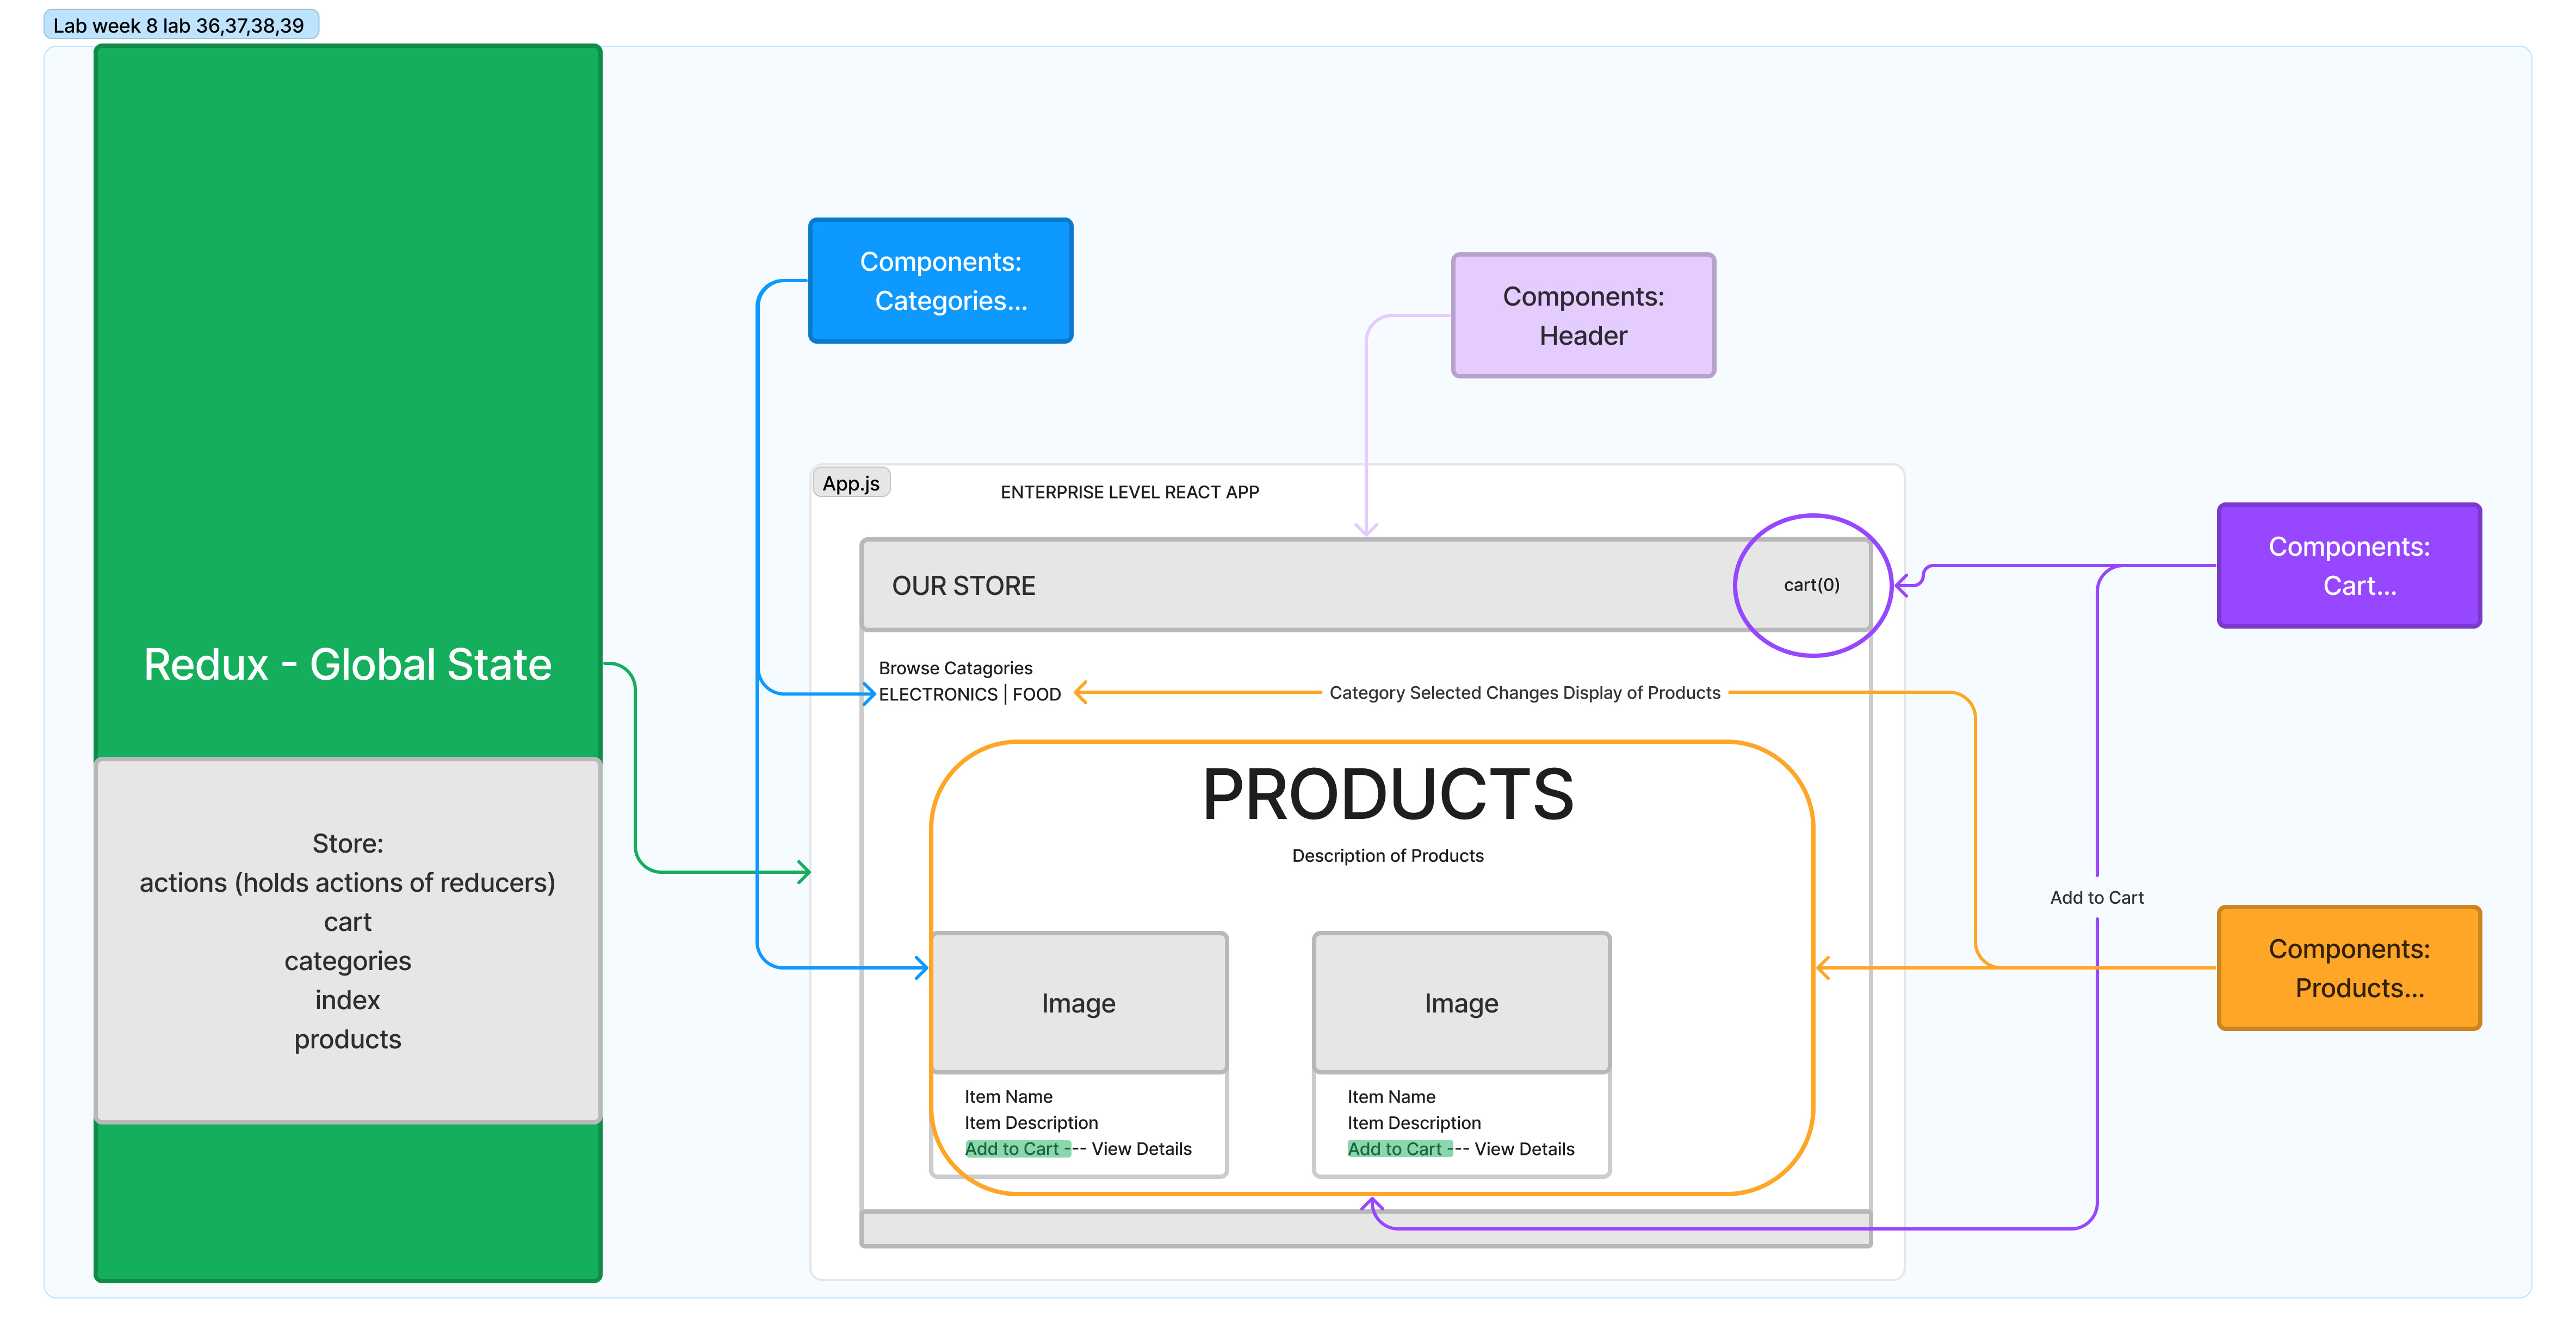 Lab week 8 lab 36,37,38,39
Redux - Global State
Store:
actions (holds actions of reducers)
cart
categories
index
products
Components:
Categories...
Components:
Header
App.js
ENTERPRISE LEVEL REACT APP
OUR STORE
cart(0)
Components:
Cart...
Browse Catagories
ELECTRONICS | FOOD
Category Selected Changes Display of Products
PRODUCTS
Description of Products
Add to Cart
Components:
Products...
Image
Item Name
Item Description
Add to Cart --- View Details
Image
Item Name
Item Description
Add to Cart --- View Details